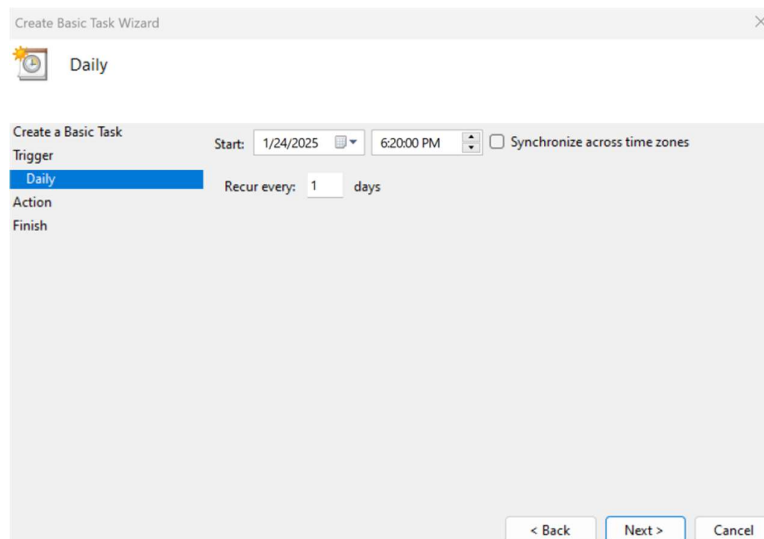 Create Basic Task Wizard
Daily
Create a Basic Task
Trigger
Daily
Action
Finish
Start: 1/24/2025 6:20:00 PM Synchronize across time zones
Recur every: 1 days
< Back Next > Cancel